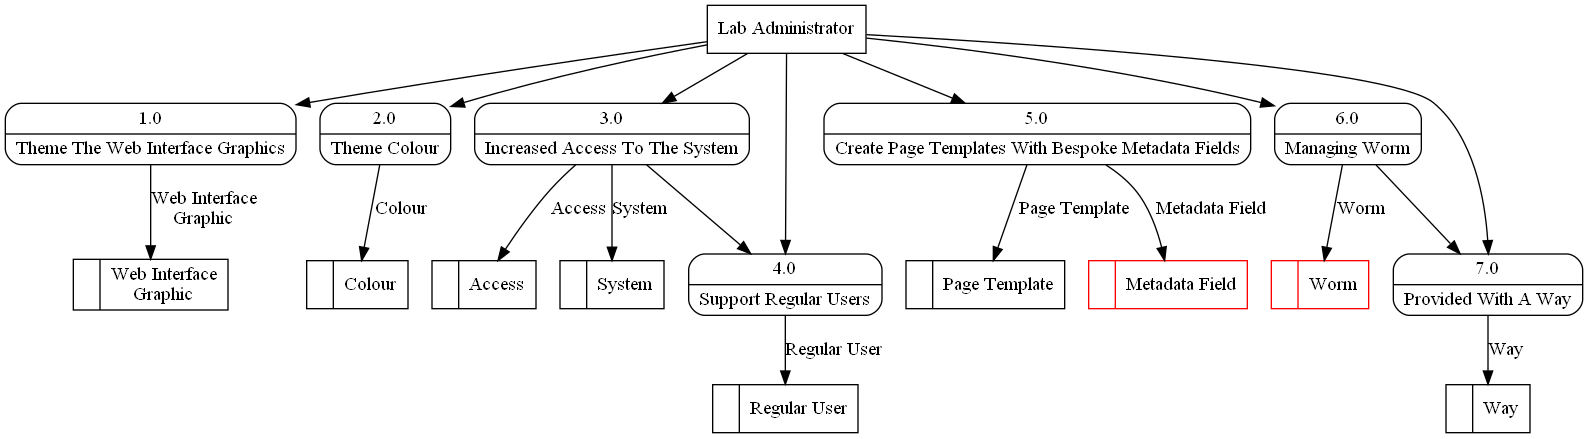 Lab Administrator
1.0
Theme The Web Interface Graphics
2.0
Theme Colour
3.0
Increased Access To The System
5.0
Create Page Templates With Bespoke Metadata Fields
6.0
Managing Worm
Web Interface
Graphic
Colour
Access
System
Page Template
Metadata Field
Worm
Web Interface
Graphic
Colour
Access
System
4.0
Support Regular Users
Page Template
Metadata Field
Worm
7.0
Provided With A Way
Regular User
Way
Regular User
Way